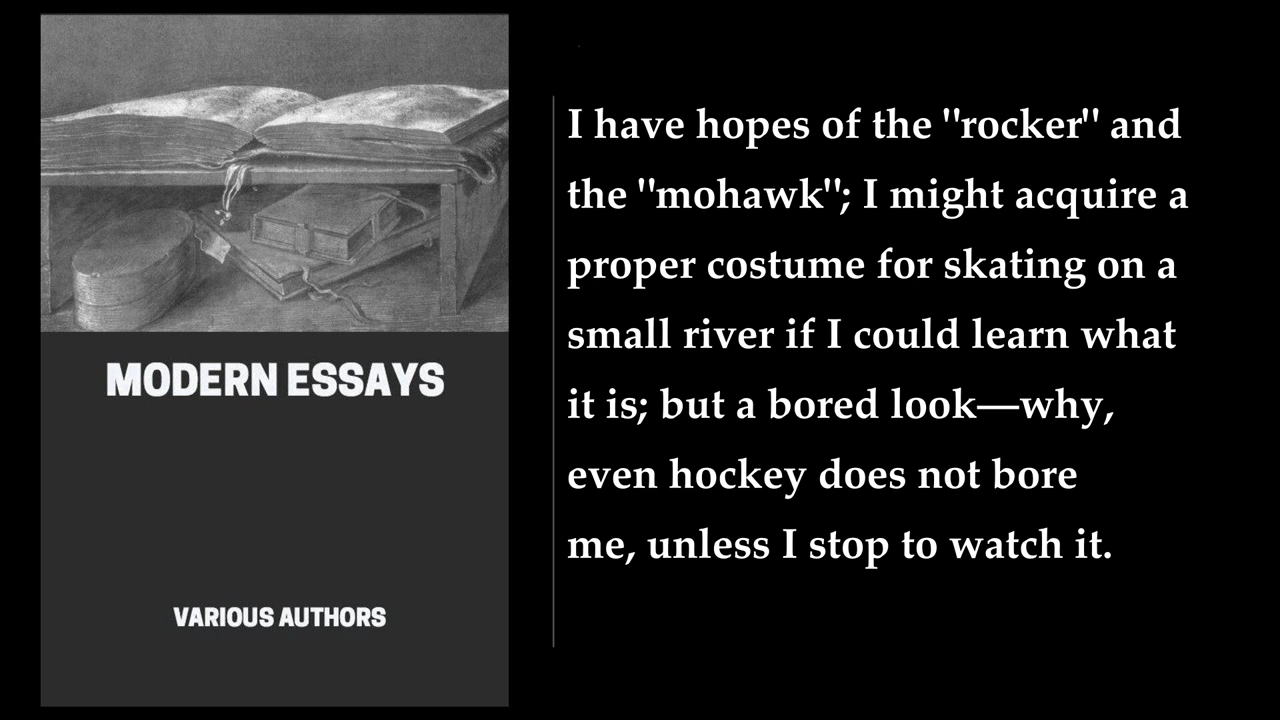 MODERN ESSAYS
VARIOUS AUTHORS
I have hopes of the "rocker" and
the "mohawk"; I might acquire a
proper costume for skating on a
small river if I could learn what
it is; but a bored look—why,
even hockey does not bore
me, unless I stop to watch it.